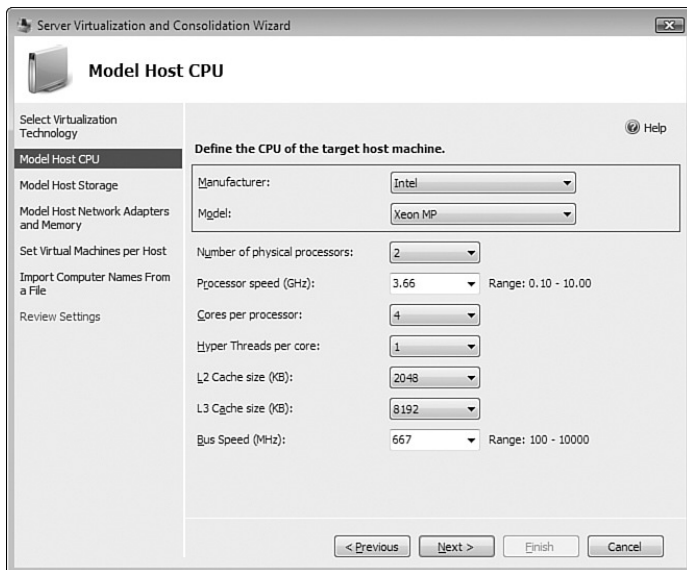 Server Virtualization and Consolidation Wizard
Model Host CPU
Select Virtualization
Technology
Model Host CPU
Model Host Storage
Model Host Network Adapters
and Memory
Set Virtual Machines per Host
Import Computer Names From
a File
Review Settings
Help
Define the CPU of the target host machine.
Manufacturer: Intel
Model: Xeon MP
Number of physical processors: 2
Processor speed (GHz): 3.66 Range: 0.10 - 10.00
Cores per processor: 4
Hyper Threads per core: 1
L2 Cache size (KB): 2048
L3 Cache size (KB): 8192
Bus Speed (MHz): 667 Range: 100 - 10000
< Previous Next > Finish Cancel